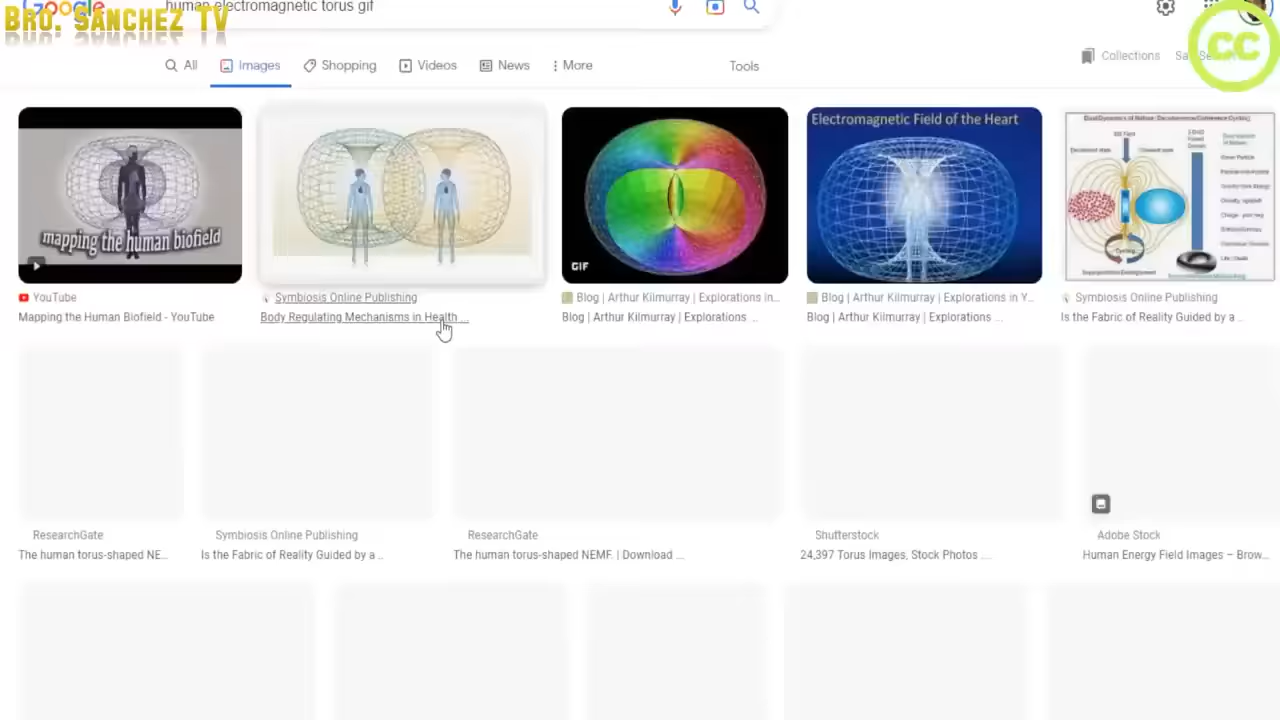 Google
human electromagnetic torus gif
BRO. SANCHEZ TV
CC
All
Images
Shopping
Videos
News
More
Tools
Collections
mapping the human biofield
GIF
Electromagnetic Field of the Heart
YouTube
Mapping the Human Biofield - YouTube
Symbiosis Online Publishing
Body Regulating Mechanisms in Health ...
Blog | Arthur Kilmurray | Explorations in...
Blog | Arthur Kilmurray | Explorations ...
Blog | Arthur Kilmurray | Explorations in Y...
Blog | Arthur Kilmurray | Explorations ...
Symbiosis Online Publishing
Is the Fabric of Reality Guided by a ...
ResearchGate
The human torus-shaped NE...
Symbiosis Online Publishing
Is the Fabric of Reality Guided by a ...
ResearchGate
The human torus-shaped NEMF. | Download ...
Shutterstock
24,397 Torus Images, Stock Photos ...
Adobe Stock
Human Energy Field Images – Brow...